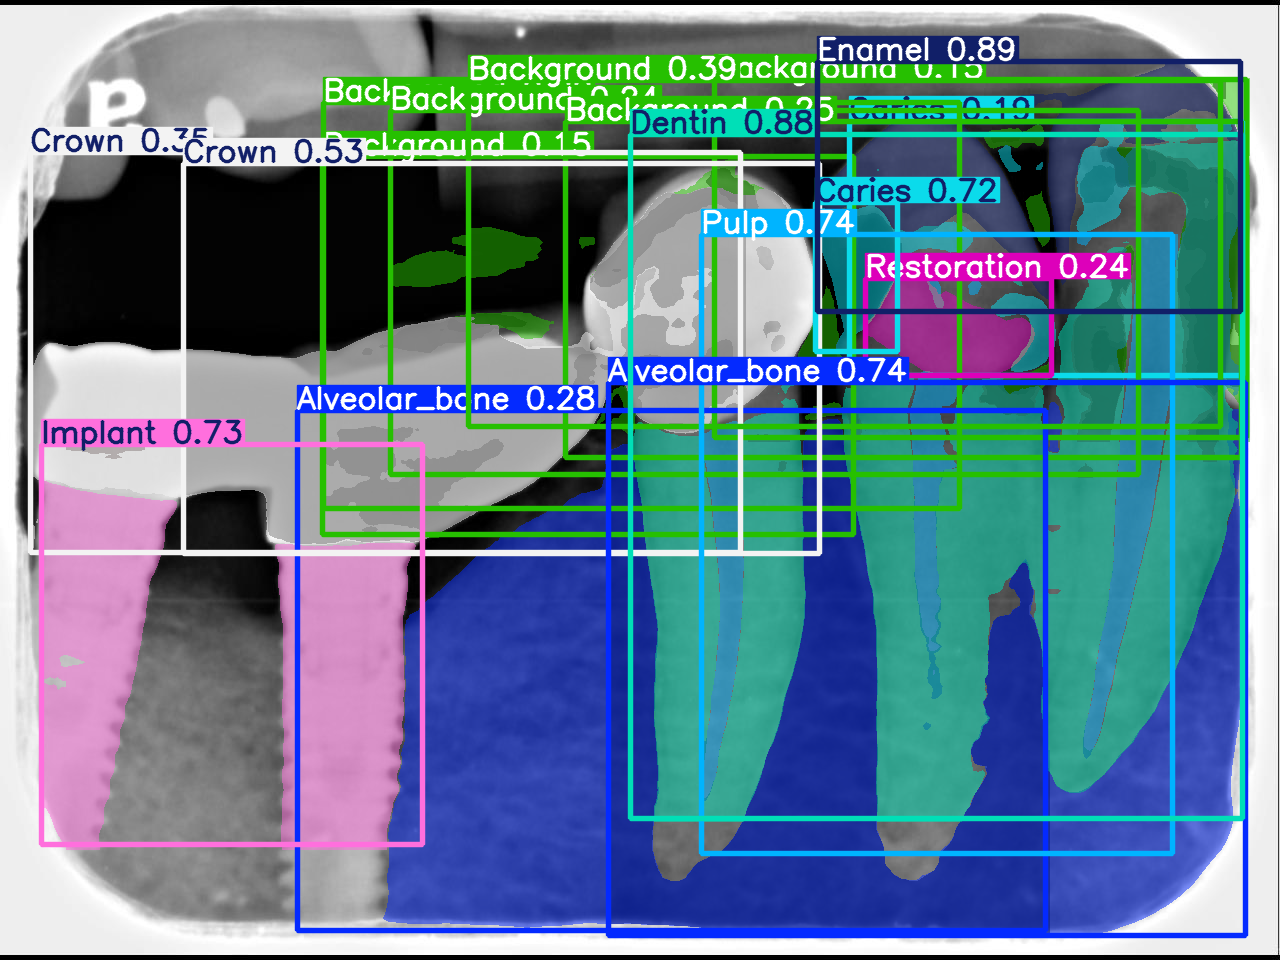 Enamel 0.89
Background 0.39
ackground 0.15
Back
Background 0.24
Background 0.25
Caries 0.19
Dentin 0.88
Crown 0.35
Crown 0.53
ckground 0.15
Caries 0.72
Pulp 0.74
Restoration 0.24
Alveolar_bone 0.74
Alveolar_bone 0.28
Implant 0.73
a